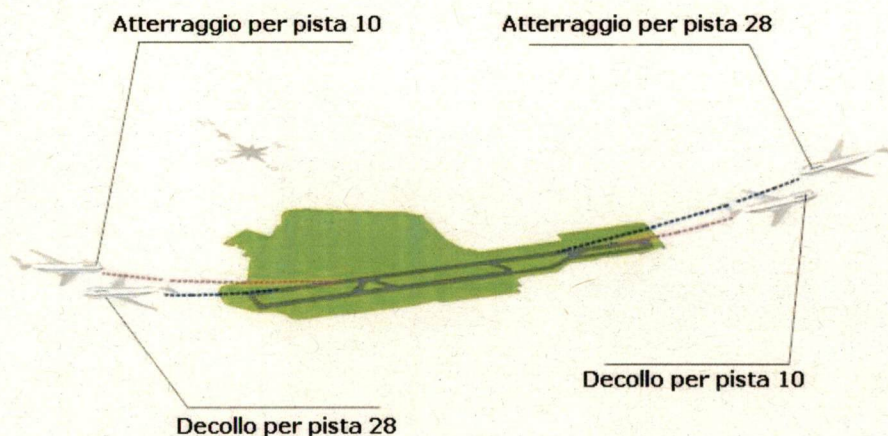 Atterraggio per pista 10
Atterraggio per pista 28
Decollo per pista 10
Decollo per pista 28